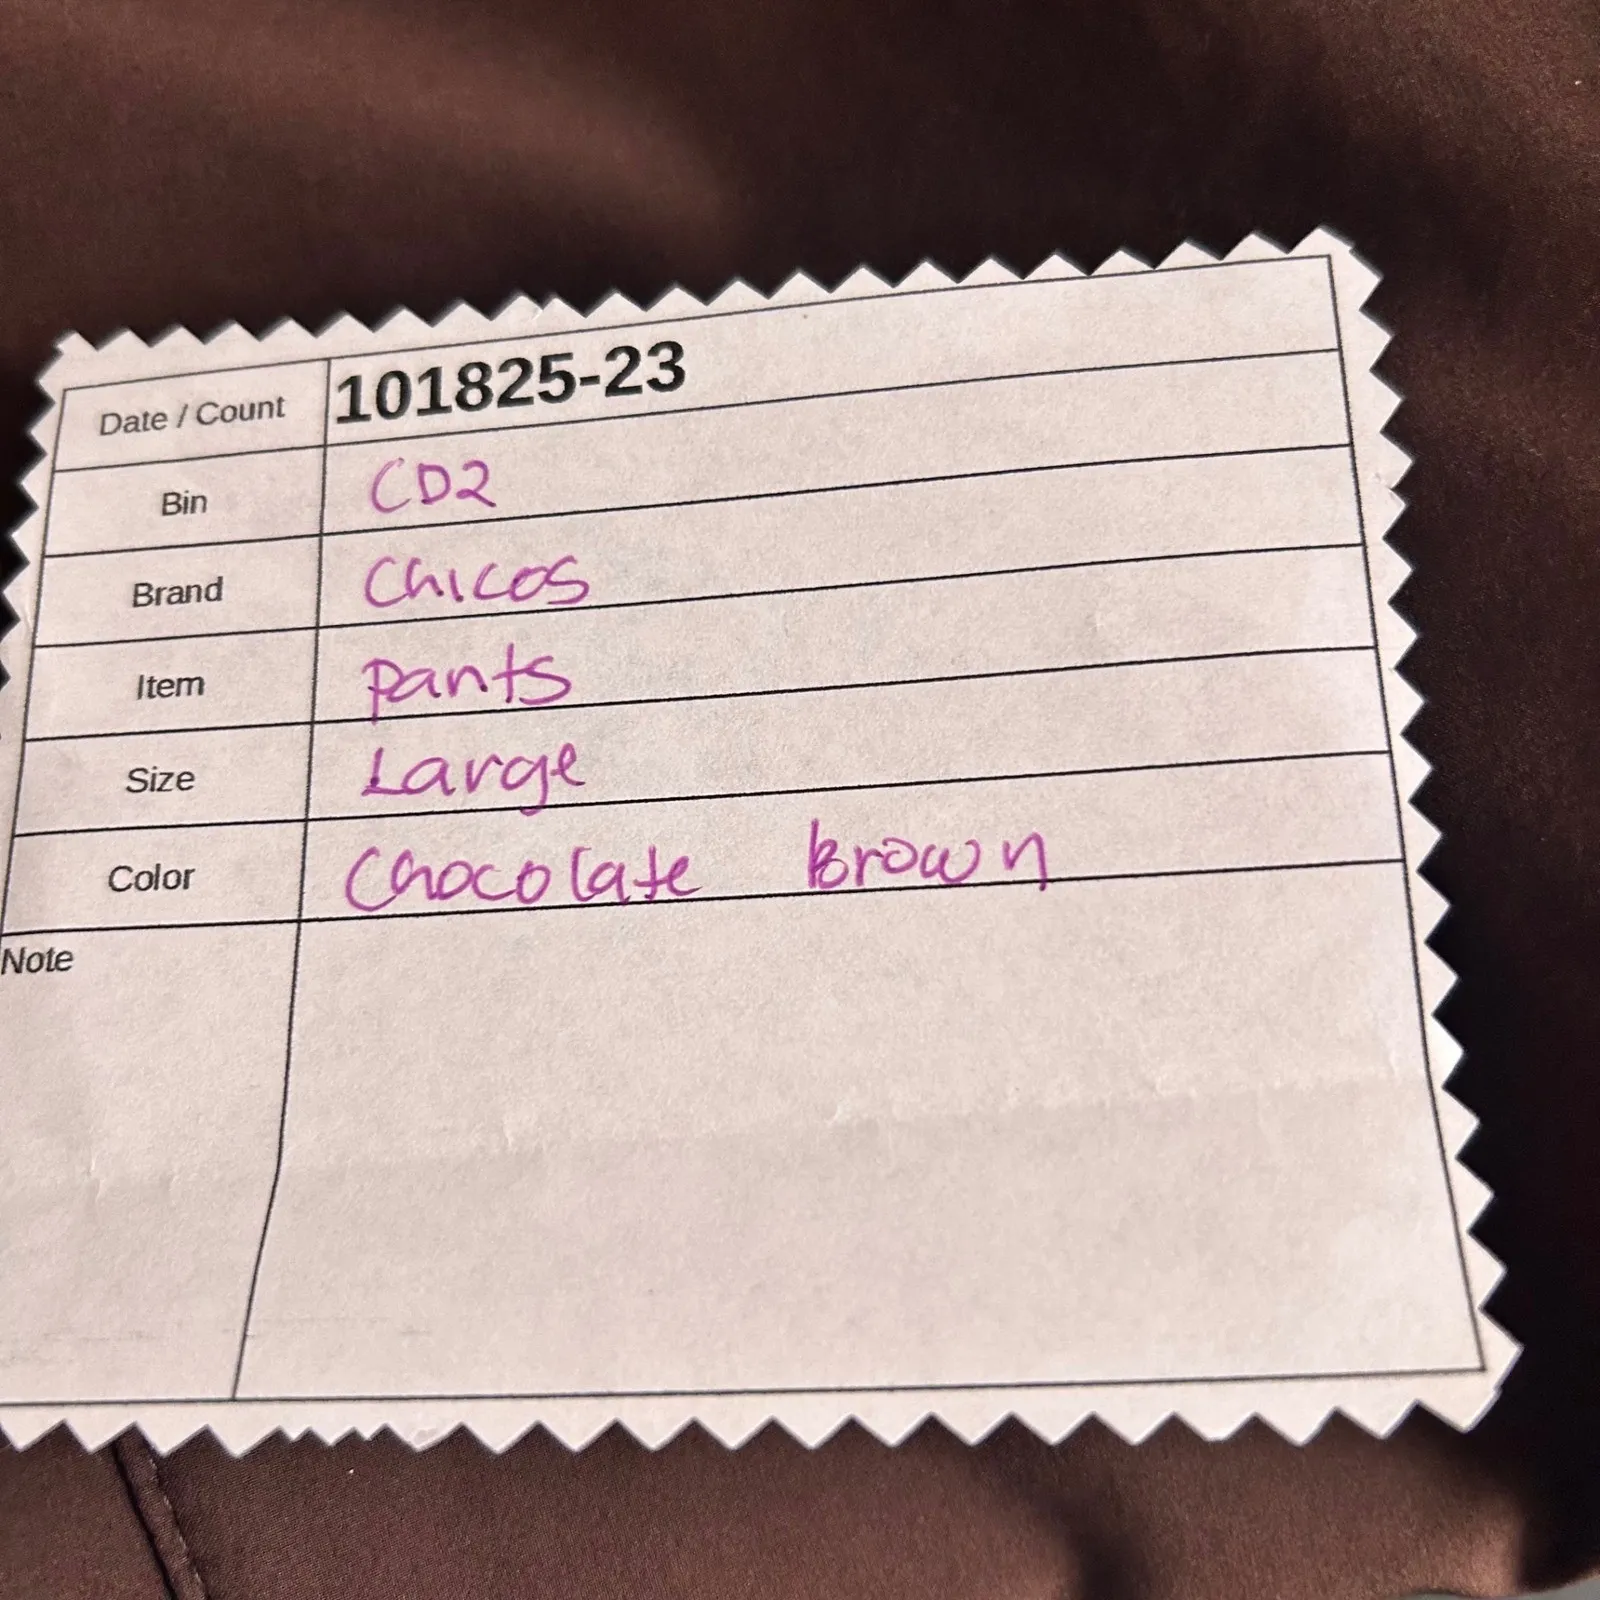 Date / Count 101825-23
Bin CD2
Brand Chicos
Item Pants
Size Large
Color Chocolate Brown
Note